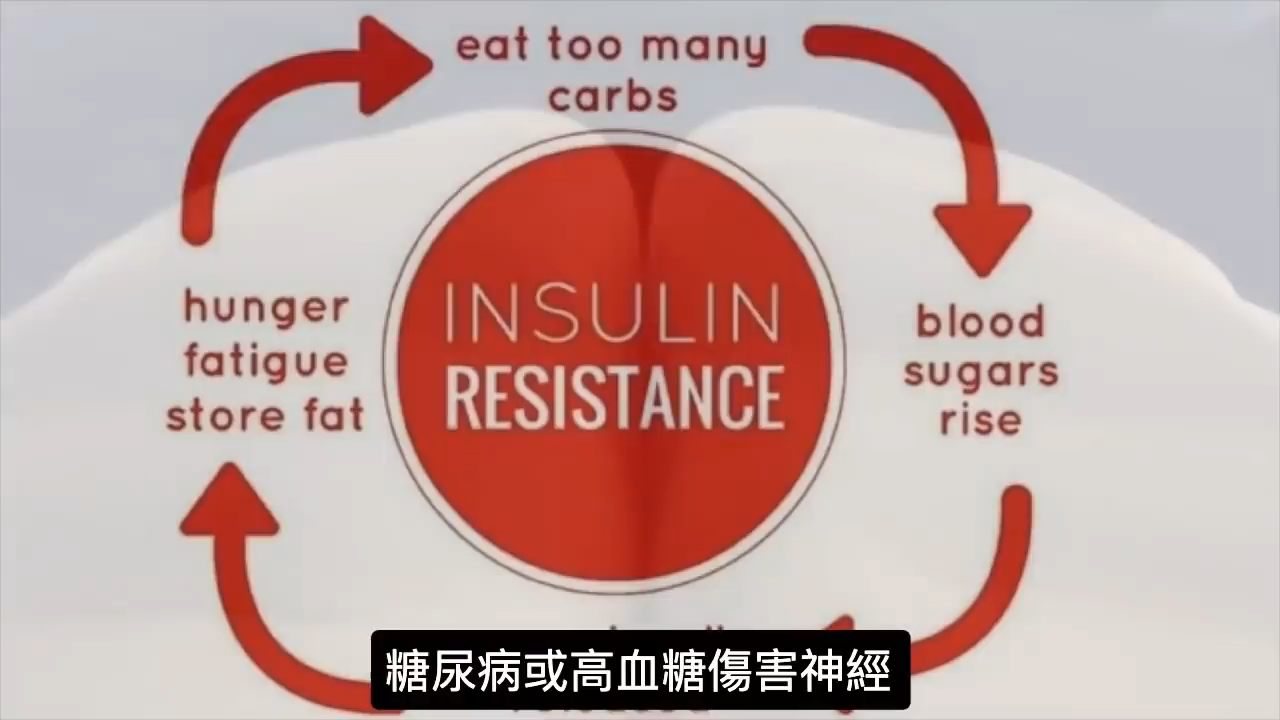 eat too many
carbs
INSULIN
RESISTANCE
blood
sugars
rise
hunger
fatigue
store fat
糖尿病或高血糖傷害神經